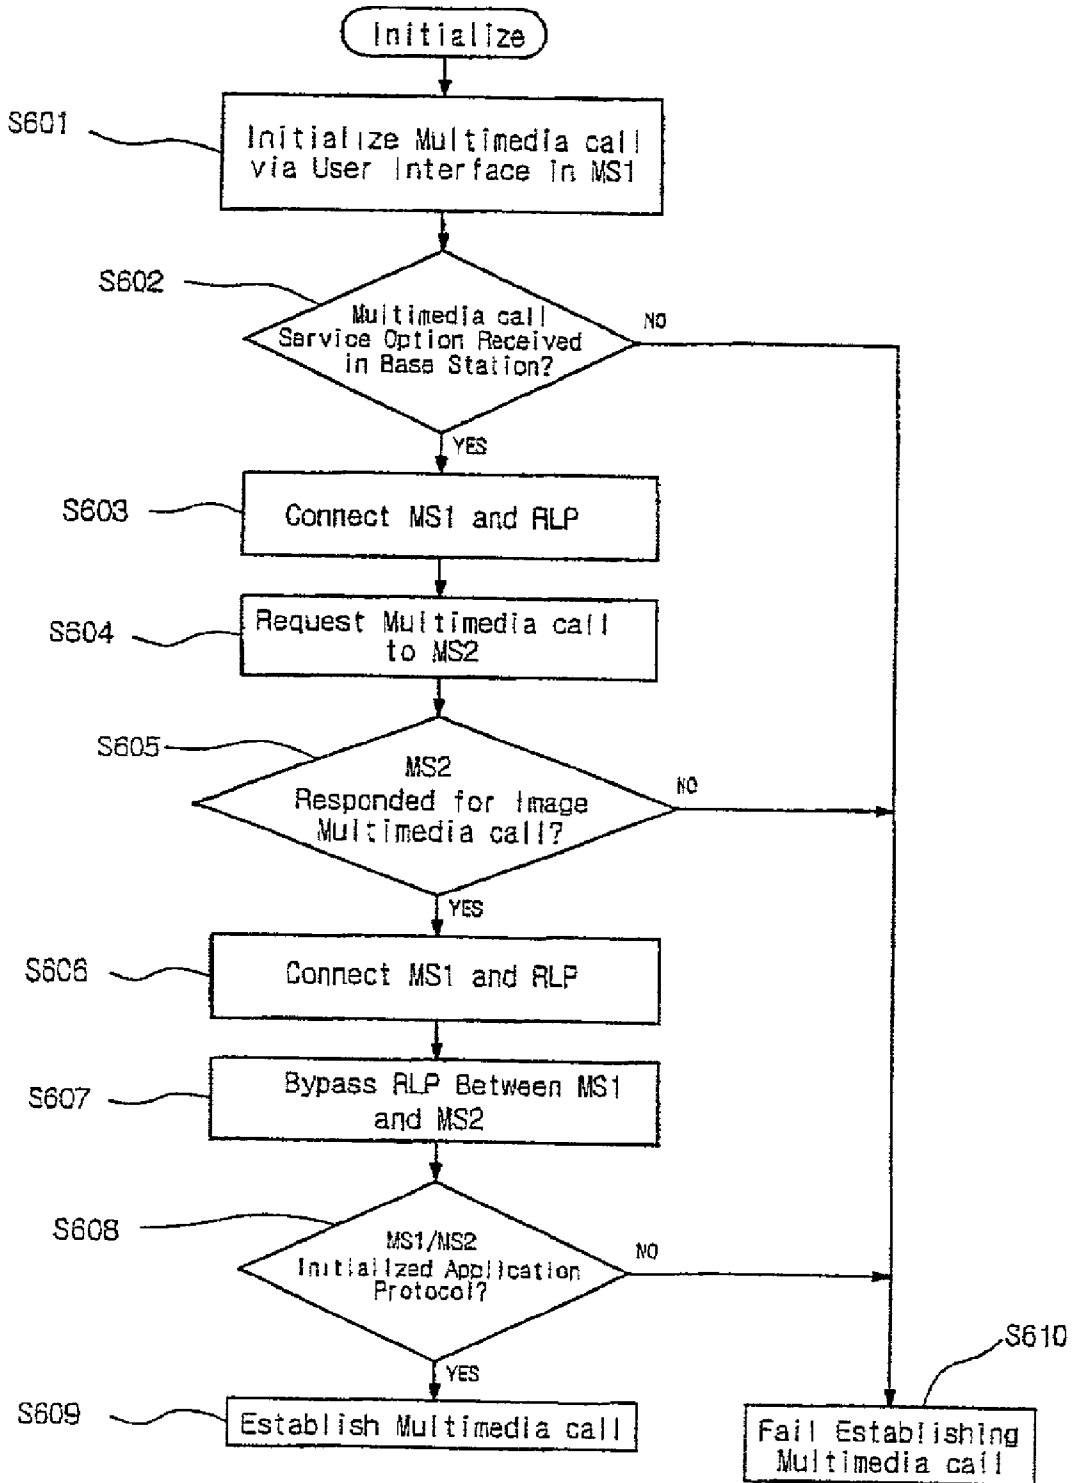 Initialize
S601
Initialize Multimedia call
via User Interface in MS1
S602
Multimedia call
Service Option Received
in Base Station?
NO
YES
S603
Connect MS1 and RLP
S604
Request Multimedia call
to MS2
S605
MS2
Responded for Image
Multimedia call?
NO
YES
S606
Connect MS1 and RLP
S607
Bypass RLP Between MS1
and MS2
S608
MS1/MS2
Initialized Application
Protocol?
NO
YES
S609
Establish Multimedia call
S610
Fail Establishing
Multimedia call